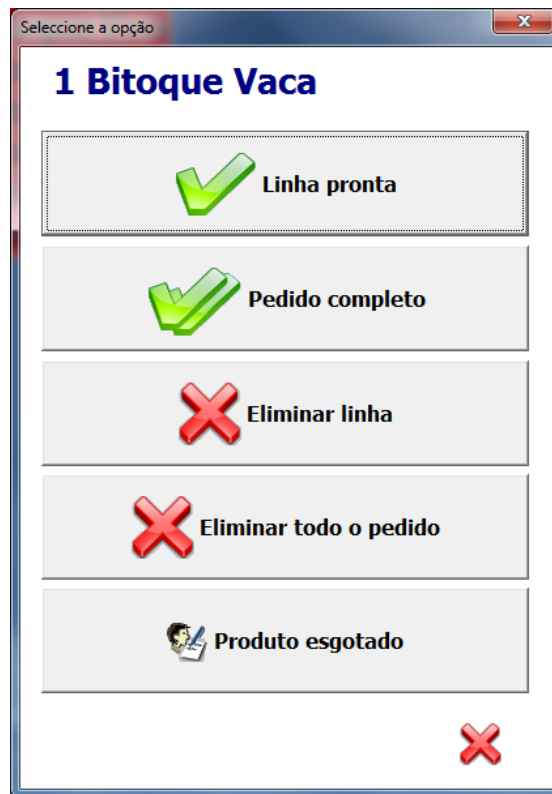 Seleccione a opção
1 Bitoque Vaca
Linha pronta
Pedido completo
Eliminar linha
Eliminar todo o pedido
Produto esgotado